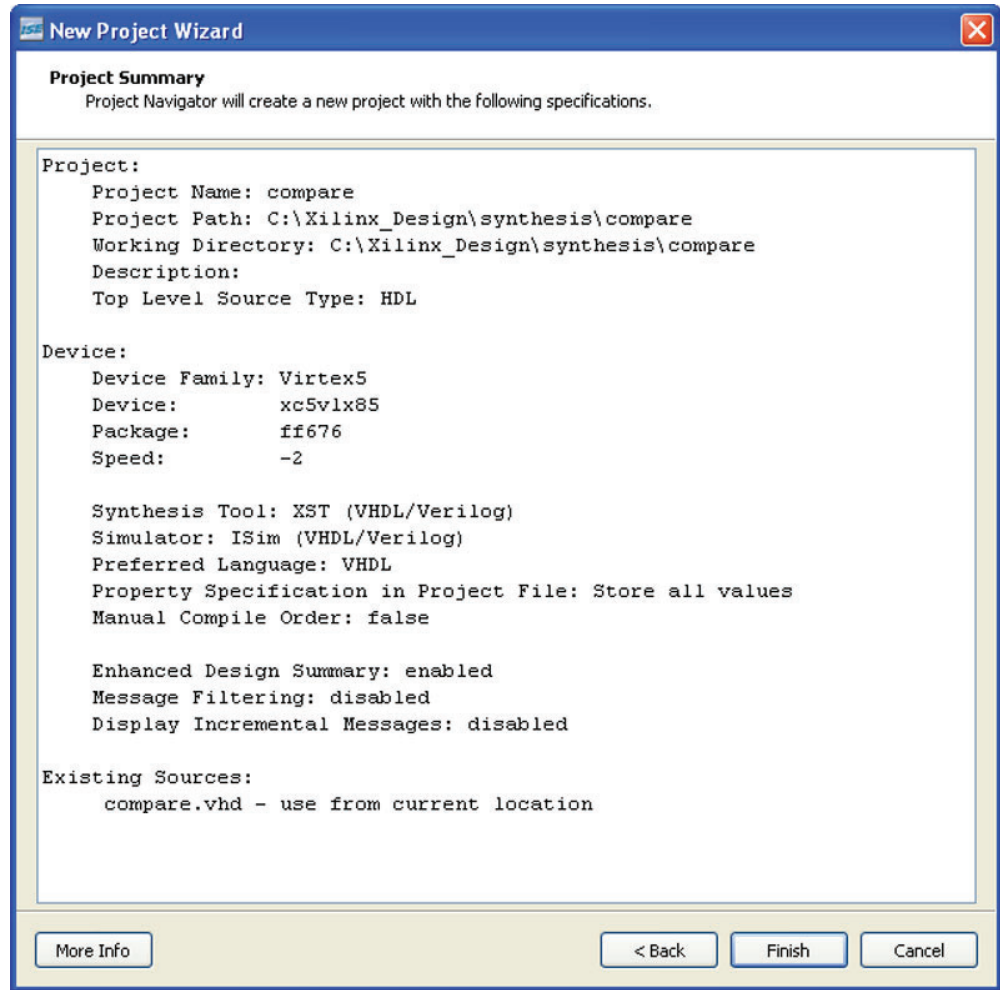 ISE New Project Wizard
Project Summary
Project Navigator will create a new project with the following specifications.
Project:
Project Name: compare
Project Path: C:\Xilinx_Design\synthesis\compare
Working Directory: C:\Xilinx_Design\synthesis\compare
Description:
Top Level Source Type: HDL
Device:
Device Family: Virtex5
Device: xc5vlx85
Package: ff676
Speed: -2
Synthesis Tool: XST (VHDL/Verilog)
Simulator: ISim (VHDL/Verilog)
Preferred Language: VHDL
Property Specification in Project File: Store all values
Manual Compile Order: false
Enhanced Design Summary: enabled
Message Filtering: disabled
Display Incremental Messages: disabled
Existing Sources:
compare.vhd - use from current location
More Info < Back Finish Cancel